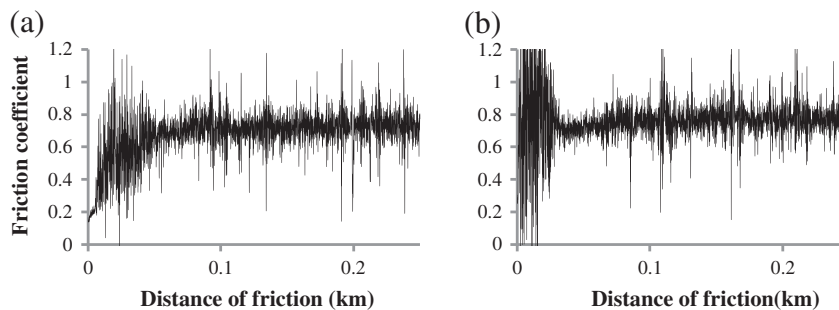 (a)
1.2
1
0.8
0.6
0.4
0.2
0
Friction coefficient
0 0.1 0.2
Distance of friction (km)
(b)
1.2
1
0.8
0.6
0.4
0.2
0
0 0.1 0.2
Distance of friction(km)